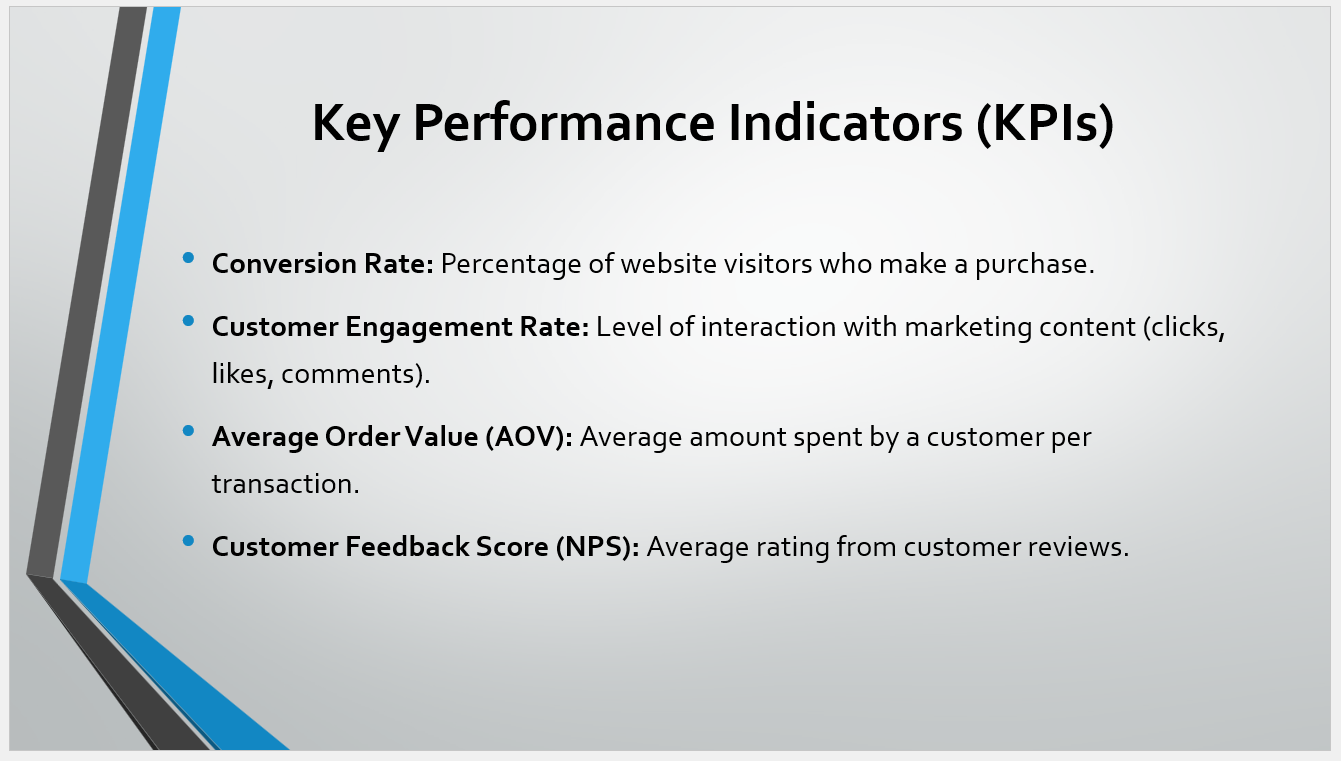 Key Performance Indicators (KPIs)
• Conversion Rate: Percentage of website visitors who make a purchase.
• Customer Engagement Rate: Level of interaction with marketing content (clicks,
likes, comments).
• Average Order Value (AOV): Average amount spent by a customer per
transaction.
• Customer Feedback Score (NPS): Average rating from customer reviews.